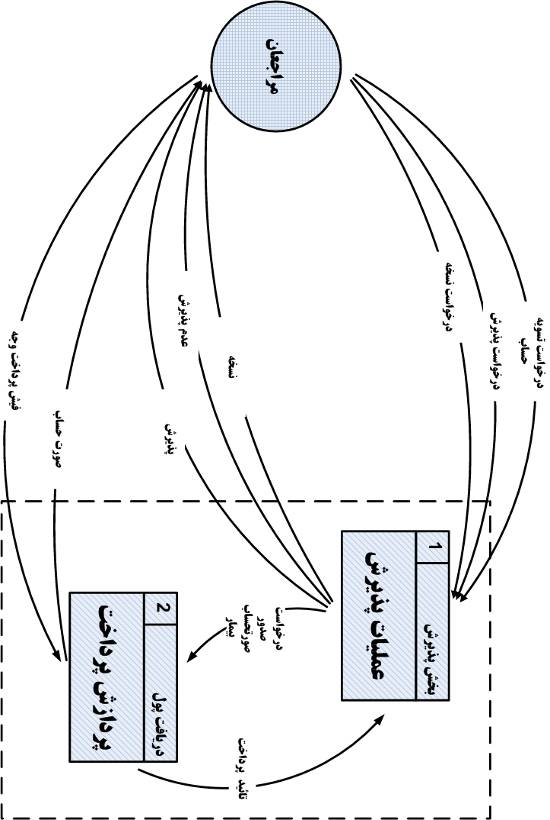 مراجعان
درخواست تسویه
حساب
درخواست پذیرش
درخواست نسخه
نسخه
عدم پذیرش
پذیرش
صورت حساب
فیش پرداخت وجه
1
بخش پذیرش
عملیات پذیرش
درخواست
صدور
صورتحساب
بیمار
2
دریافت پول
پردازش پرداخت
تائید پرداخت